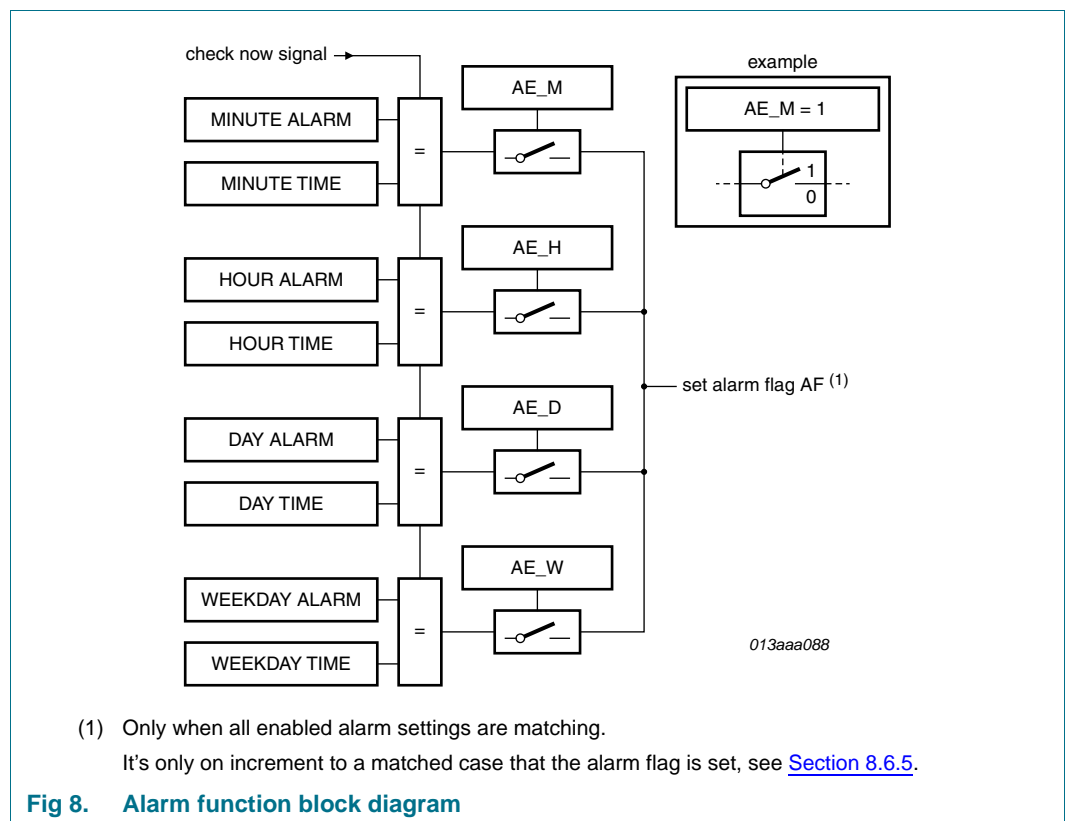 check now signal
example
AE_M
AE_M = 1
MINUTE ALARM
=
1
MINUTE TIME
0
AE_H
HOUR ALARM
=
HOUR TIME
set alarm flag AF (1)
AE_D
DAY ALARM
=
DAY TIME
AE_W
WEEKDAY ALARM
=
013aaa088
WEEKDAY TIME
(1) Only when all enabled alarm settings are matching.
It's only on increment to a matched case that the alarm flag is set, see Section 8.6.5.
Fig 8. Alarm function block diagram